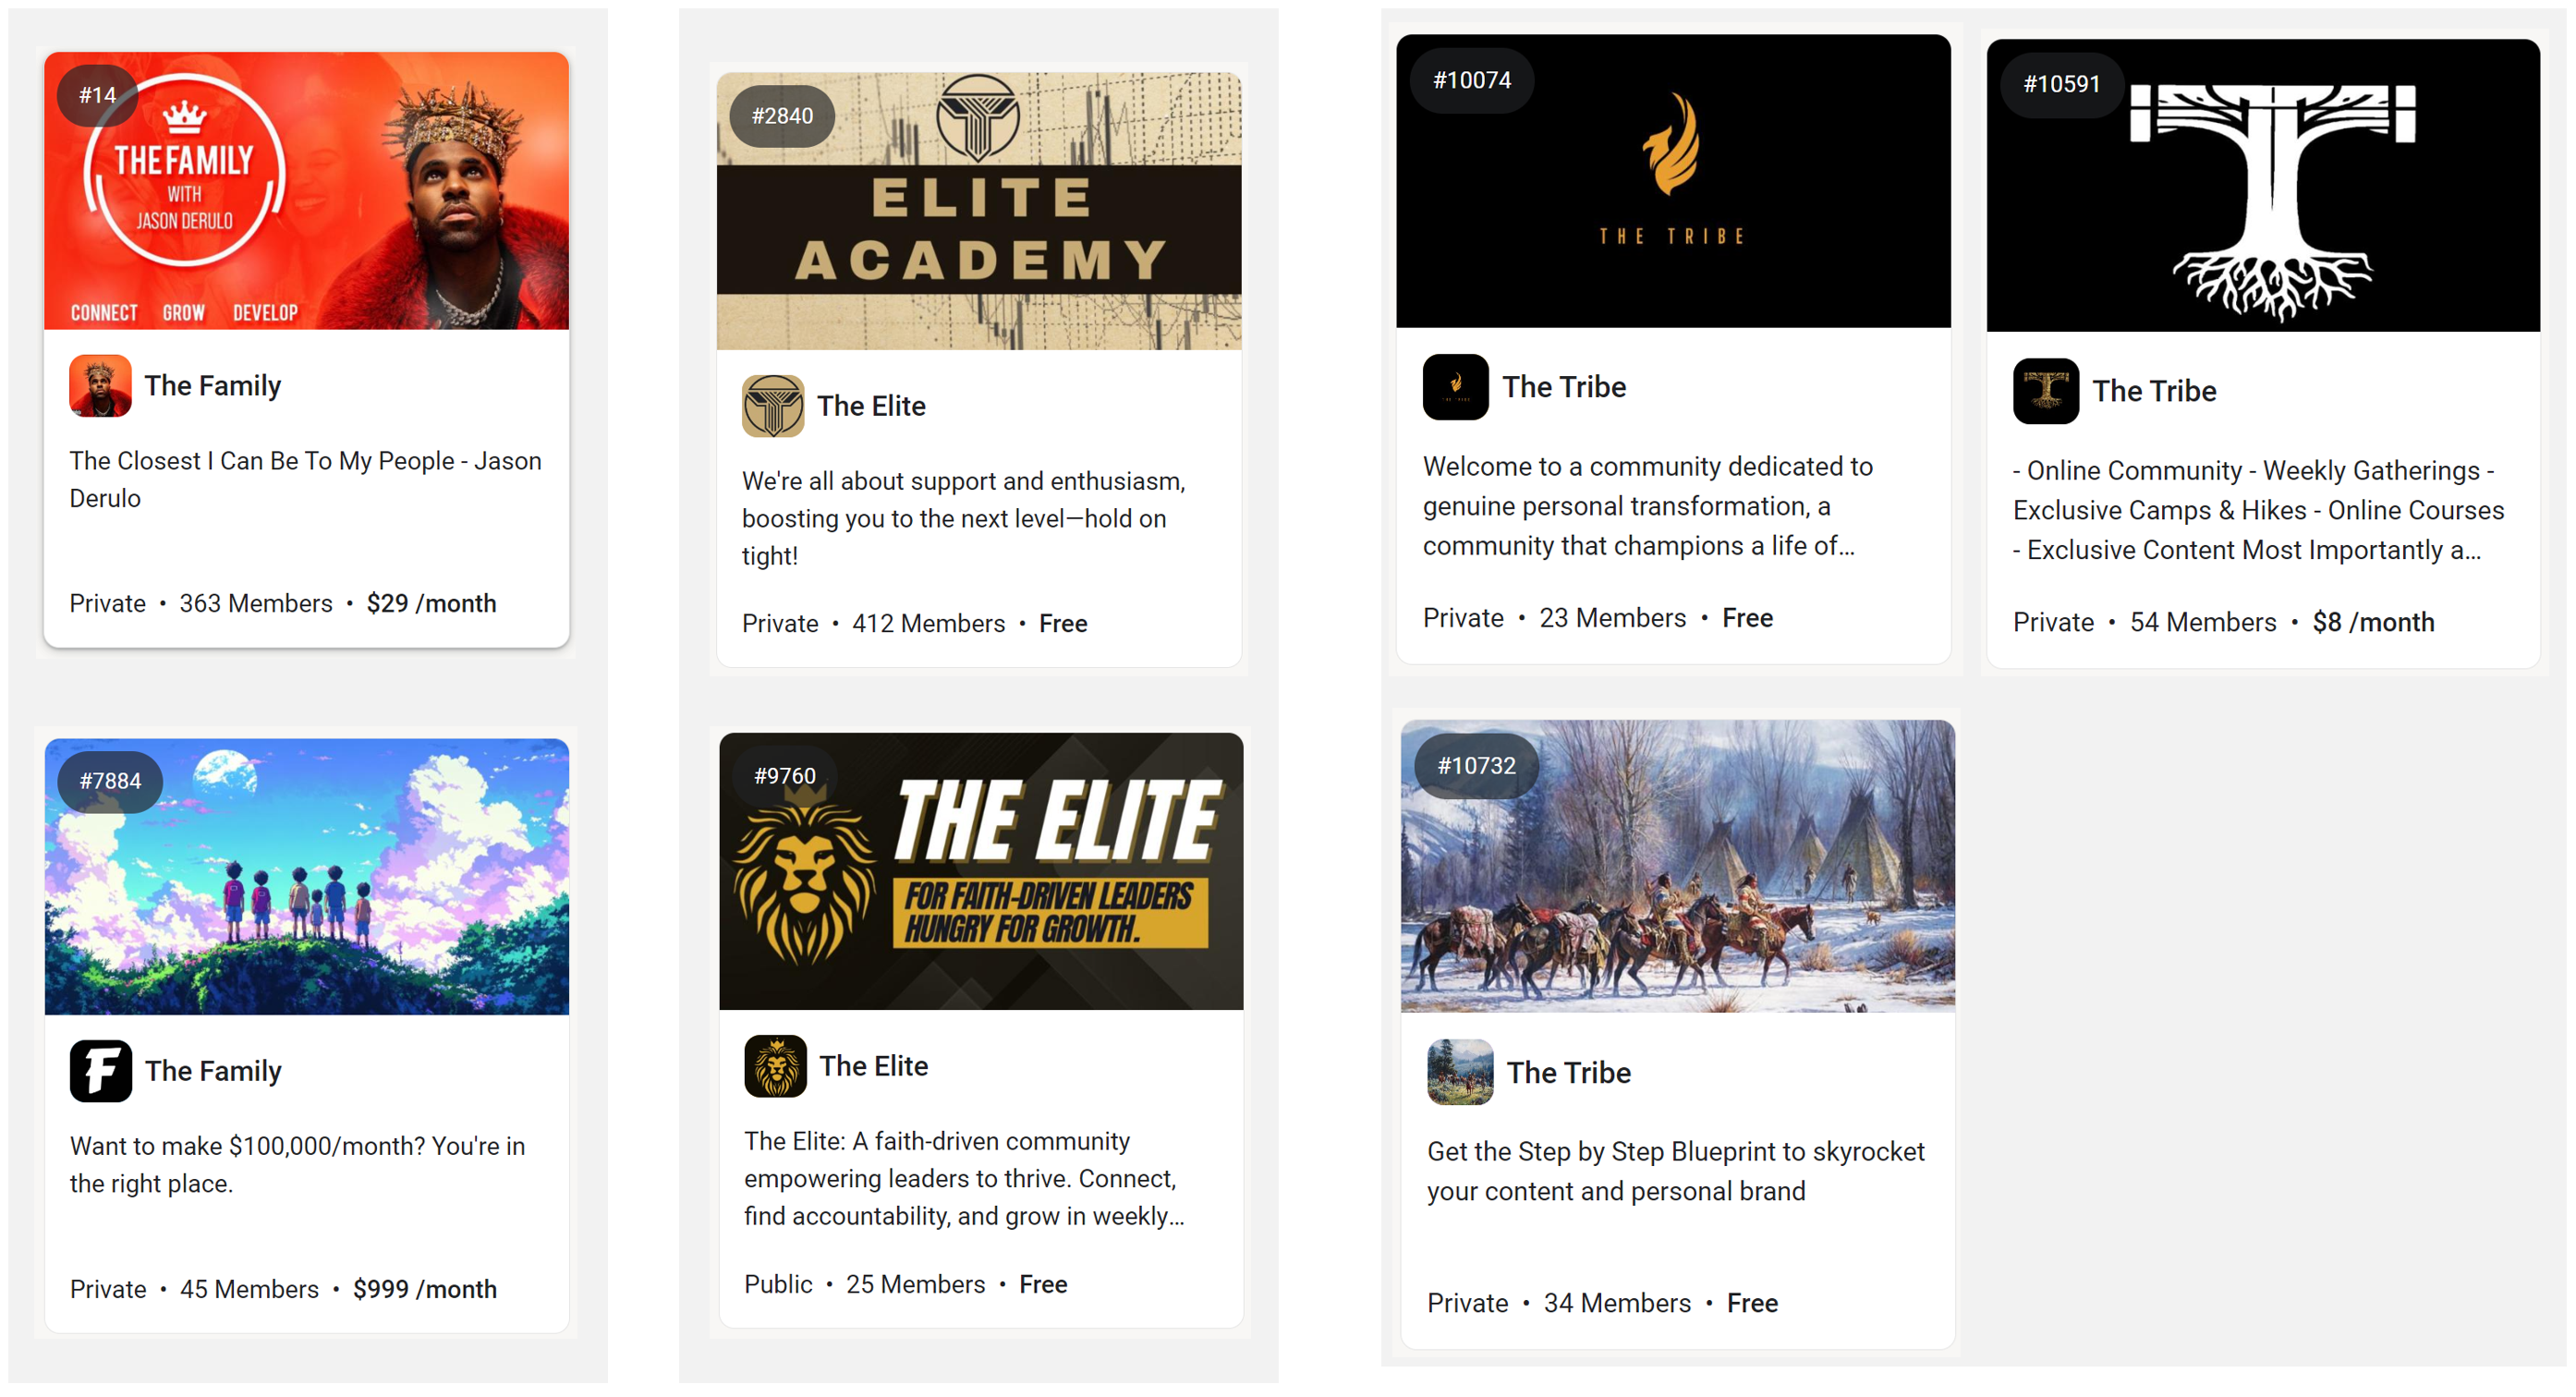 #14
THE FAMILY
WITH
JASON DERULO
CONNECT GROW DEVELOP
The Family
The Closest I Can Be To My People - Jason
Derulo
Private • 363 Members • $29 /month
#7884
F
The Family
Want to make $100,000/month? You're in
the right place.
Private • 45 Members • $999 /month
#2840
ELITE
ACADEMY
The Elite
We're all about support and enthusiasm,
boosting you to the next level—hold on
tight!
Private • 412 Members • Free
#9760
THE ELITE
FOR FAITH-DRIVEN LEADERS
HUNGRY FOR GROWTH.
The Elite
The Elite: A faith-driven community
empowering leaders to thrive. Connect,
find accountability, and grow in weekly...
Public • 25 Members • Free
#10074
THE TRIBE
THE TRIBE
The Tribe
Welcome to a community dedicated to
genuine personal transformation, a
community that champions a life of...
Private • 23 Members • Free
#10591
The Tribe
- Online Community - Weekly Gatherings -
Exclusive Camps & Hikes - Online Courses
- Exclusive Content Most Importantly a...
Private • 54 Members • $8 /month
#10732
The Tribe
Get the Step by Step Blueprint to skyrocket
your content and personal brand
Private • 34 Members • Free